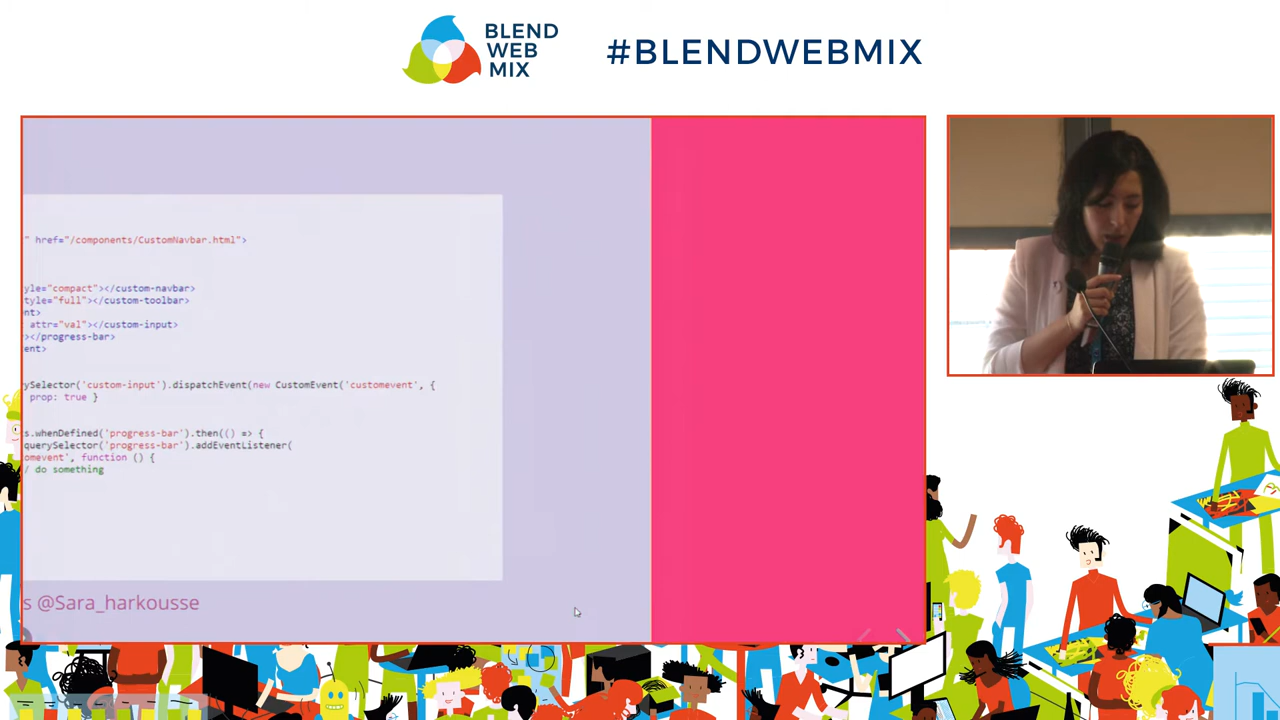 BLEND
WEB
MIX
#BLENDWEBMIX
" href="/components/CustomNavbar.html">
yle="compact"></custom-navbar>
tyle="full"></custom-toolbar>
nt>
attr="val"></custom-input>
></progress-bar>
ent>
ySelector('custom-input').dispatchEvent(new CustomEvent('customevent', {
prop: true }
s.whenDefined('progress-bar').then(() => {
querySelector('progress-bar').addEventListener(
omevent', function () {
/ do something
s @Sara_harkousse